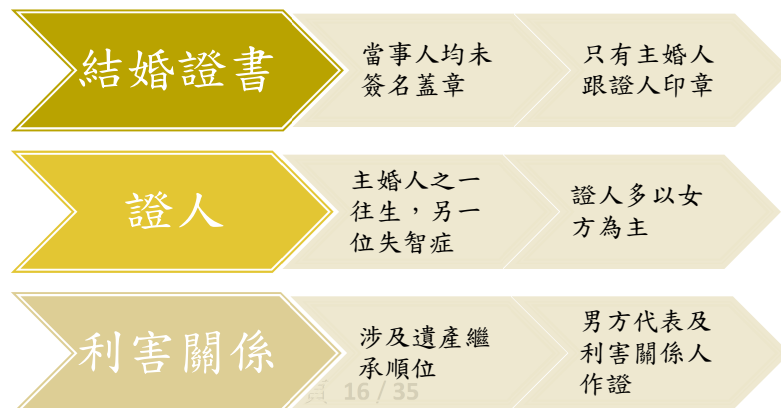 結婚證書
當事人均未
簽名蓋章
只有主婚人
跟證人印章
證人
主婚人之一
往生，另一
位失智症
證人多以女
方為主
利害關係
涉及遺產繼
承順位
男方代表及
利害關係人
作證
頁 16 / 35